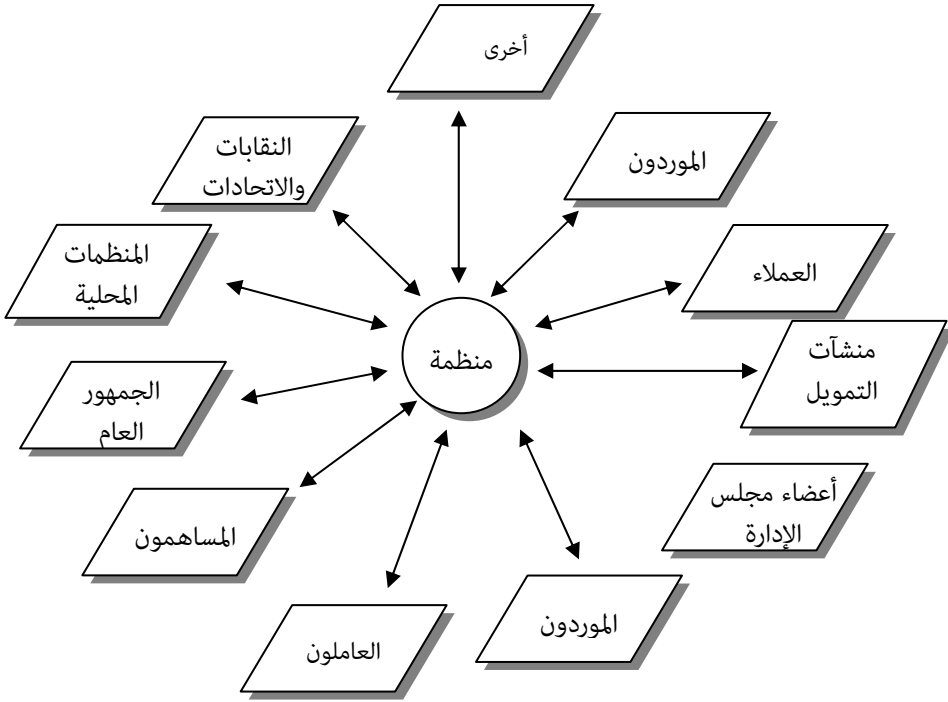 أخرى
الموردون
النقابات
والاتحادات
المنظمات
المحلية
العملاء
منشآت
التمويل
منظمة
الجمهور
العام
أعضاء مجلس
الإدارة
المساهمون
الموردون
العاملون